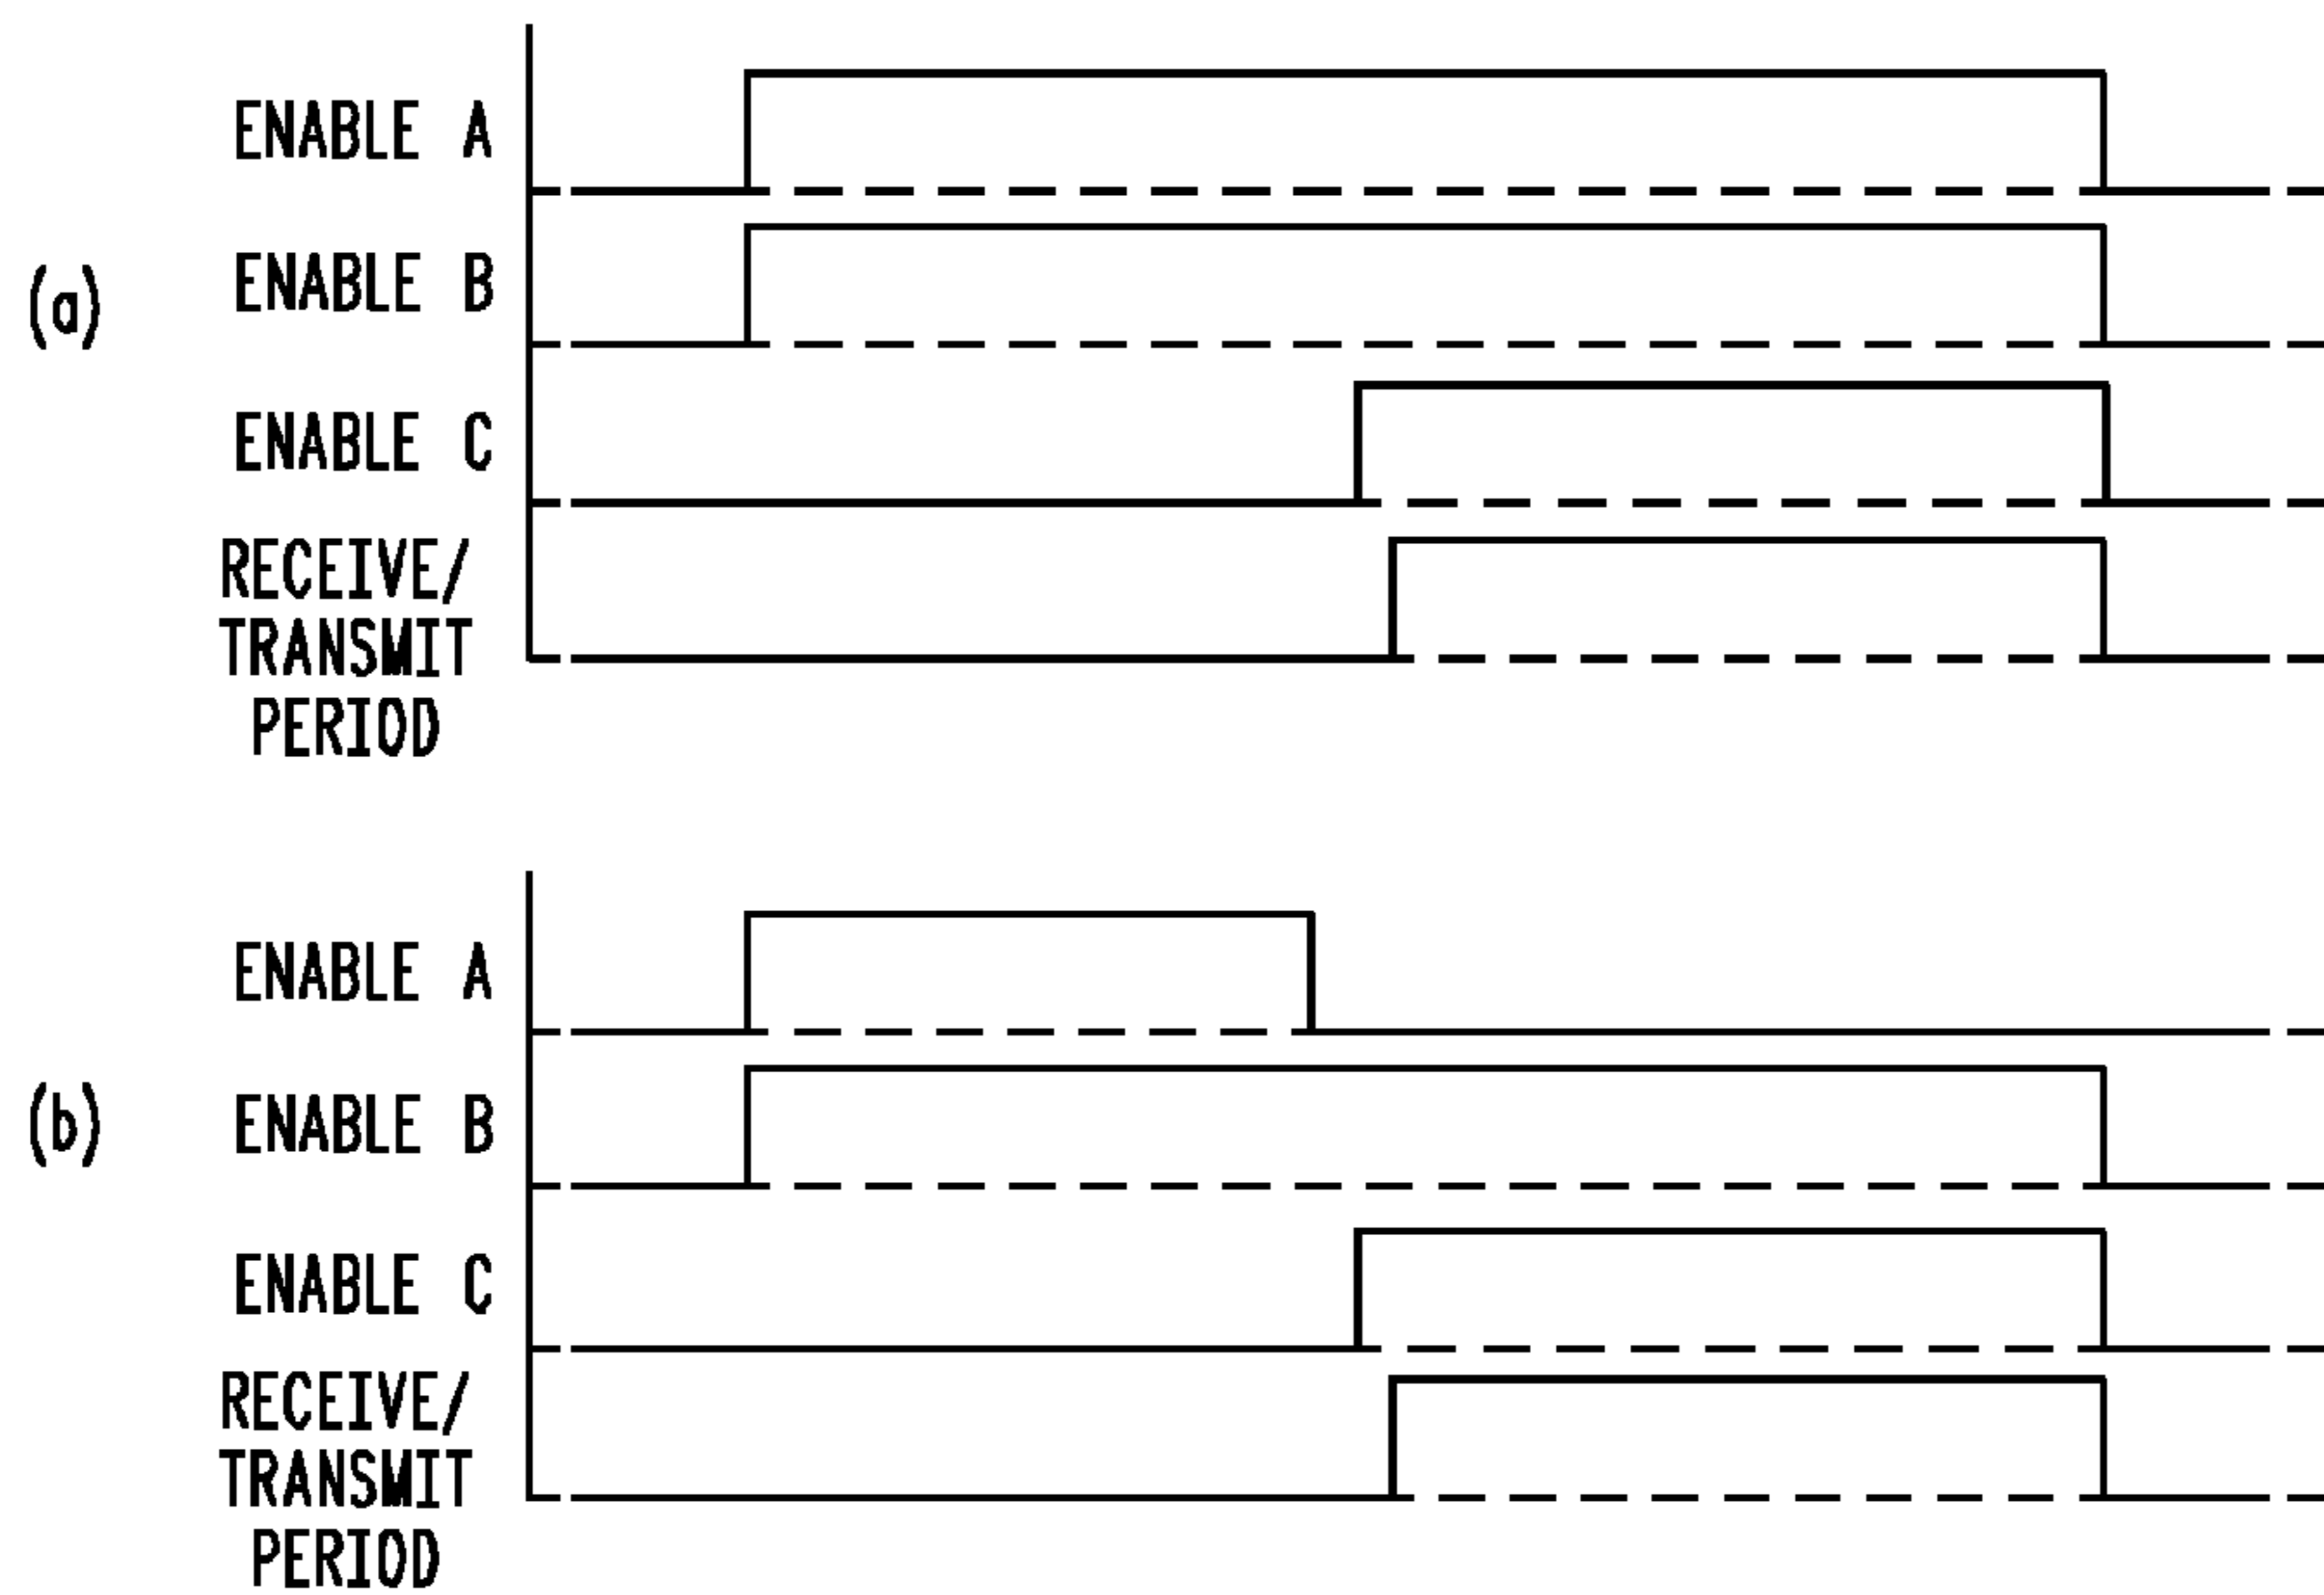 ENABLE A
ENABLE B
(a)
ENABLE C
RECEIVE/
TRANSMIT
PERIOD
ENABLE A
ENABLE B
(b)
ENABLE C
RECEIVE/
TRANSMIT
PERIOD